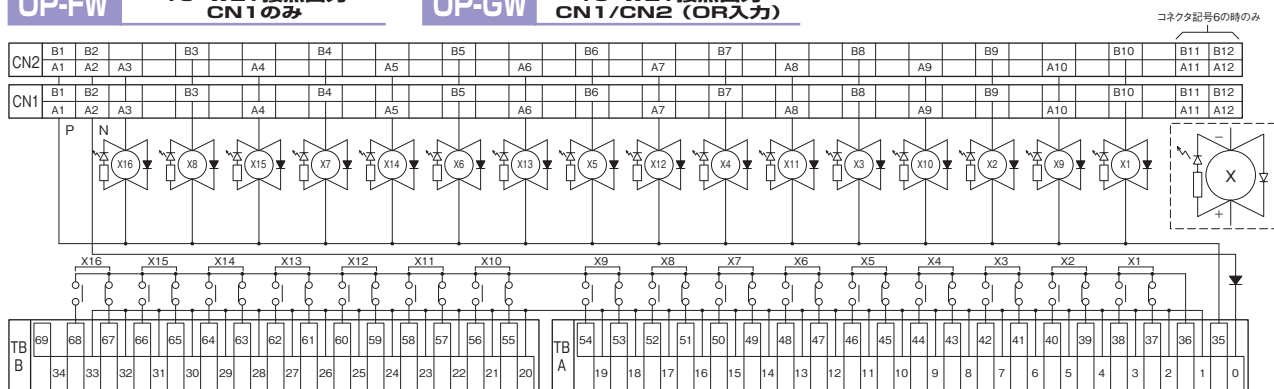 OP-FW
CN1のみ
OP-GW
CN1/CN2（OR入力）
コネクタ記号6の時のみ
CN2
B1 B2 B3 B4 B5 B6 B7 B8 B9 B10 B11 B12
A1 A2 A3 A4 A5 A6 A7 A8 A9 A10 A11 A12
CN1
B1 B2 B3 B4 B5 B6 B7 B8 B9 B10 B11 B12
A1 A2 A3 A4 A5 A6 A7 A8 A9 A10 A11 A12
P N
X16 X8 X15 X7 X14 X6 X13 X5 X12 X4 X11 X3 X10 X2 X9 X1
−
X
+
X16 X15 X14 X13 X12 X11 X10 X9 X8 X7 X6 X5 X4 X3 X2 X1
TB B
69 68 67 66 65 64 63 62 61 60 59 58 57 56 55
34 33 32 31 30 29 28 27 26 25 24 23 22 21 20
TB A
54 53 52 51 50 49 48 47 46 45 44 43 42 41 40 39 38 37 36 35
19 18 17 16 15 14 13 12 11 10 9 8 7 6 5 4 3 2 1 0